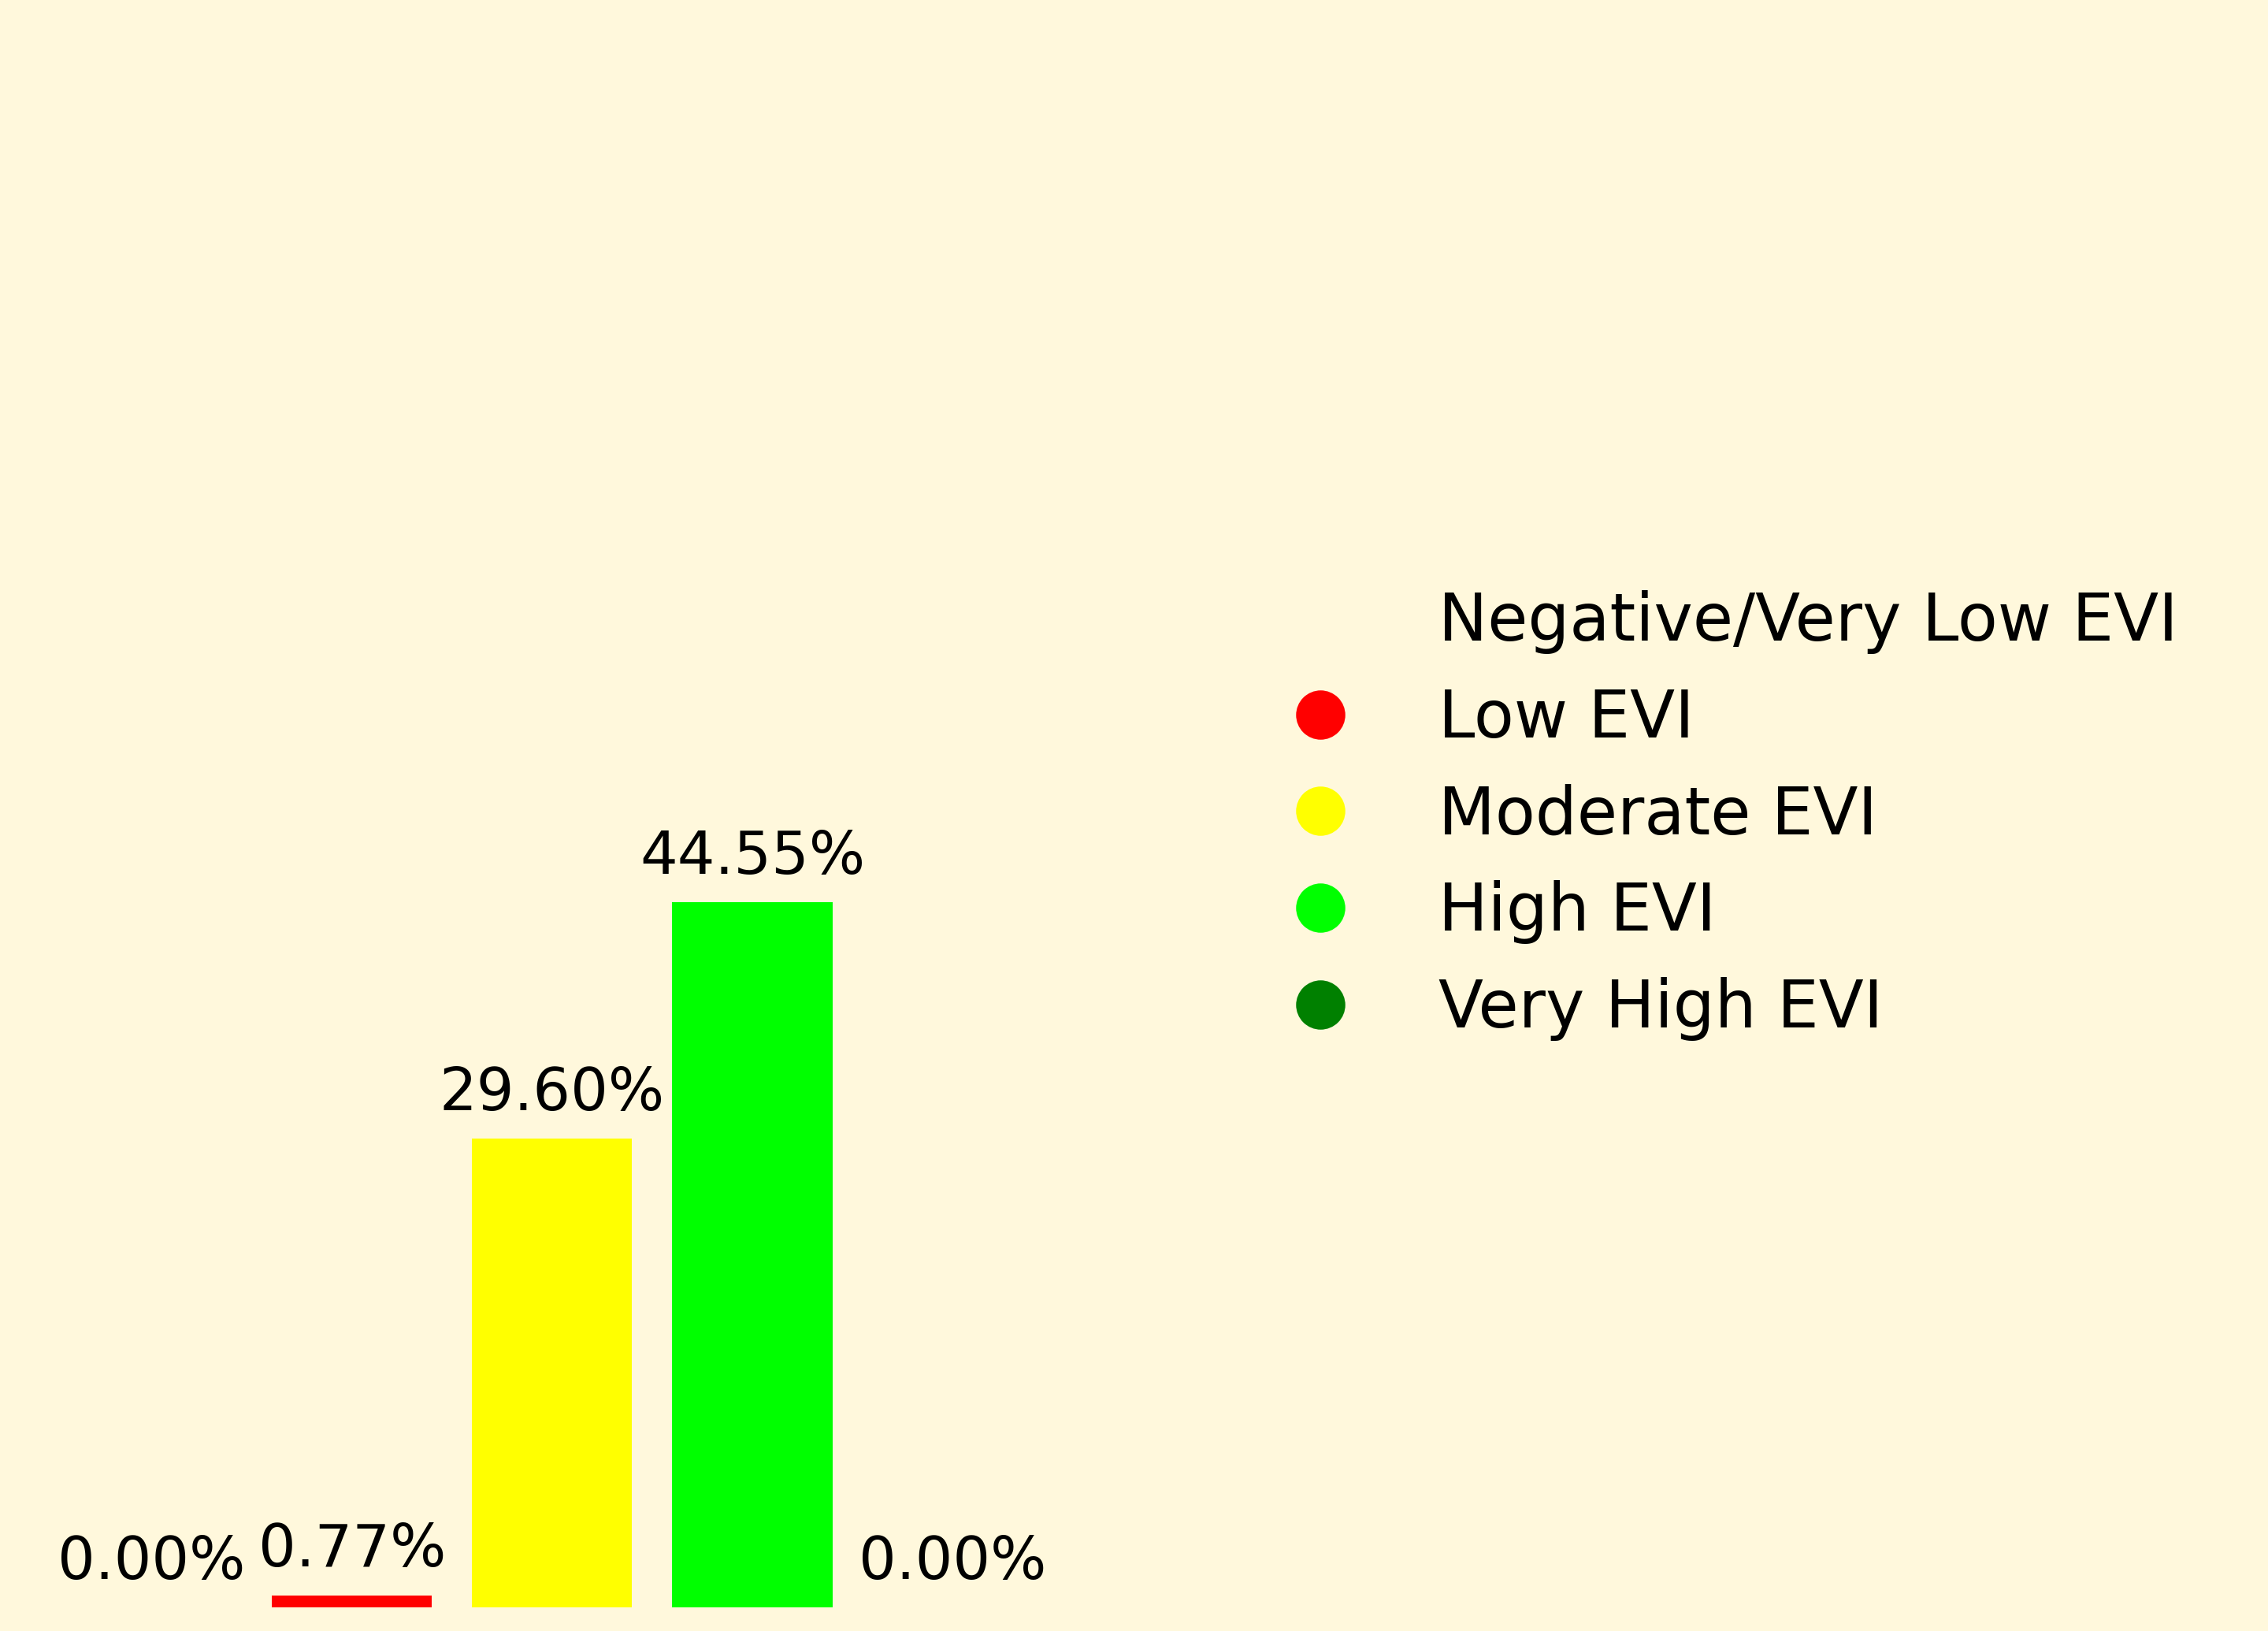 Negative/Very Low EVI
Low EVI
Moderate EVI
44.55%
High EVI
Very High EVI
29.60%
0.00%
0.77%
0.00%